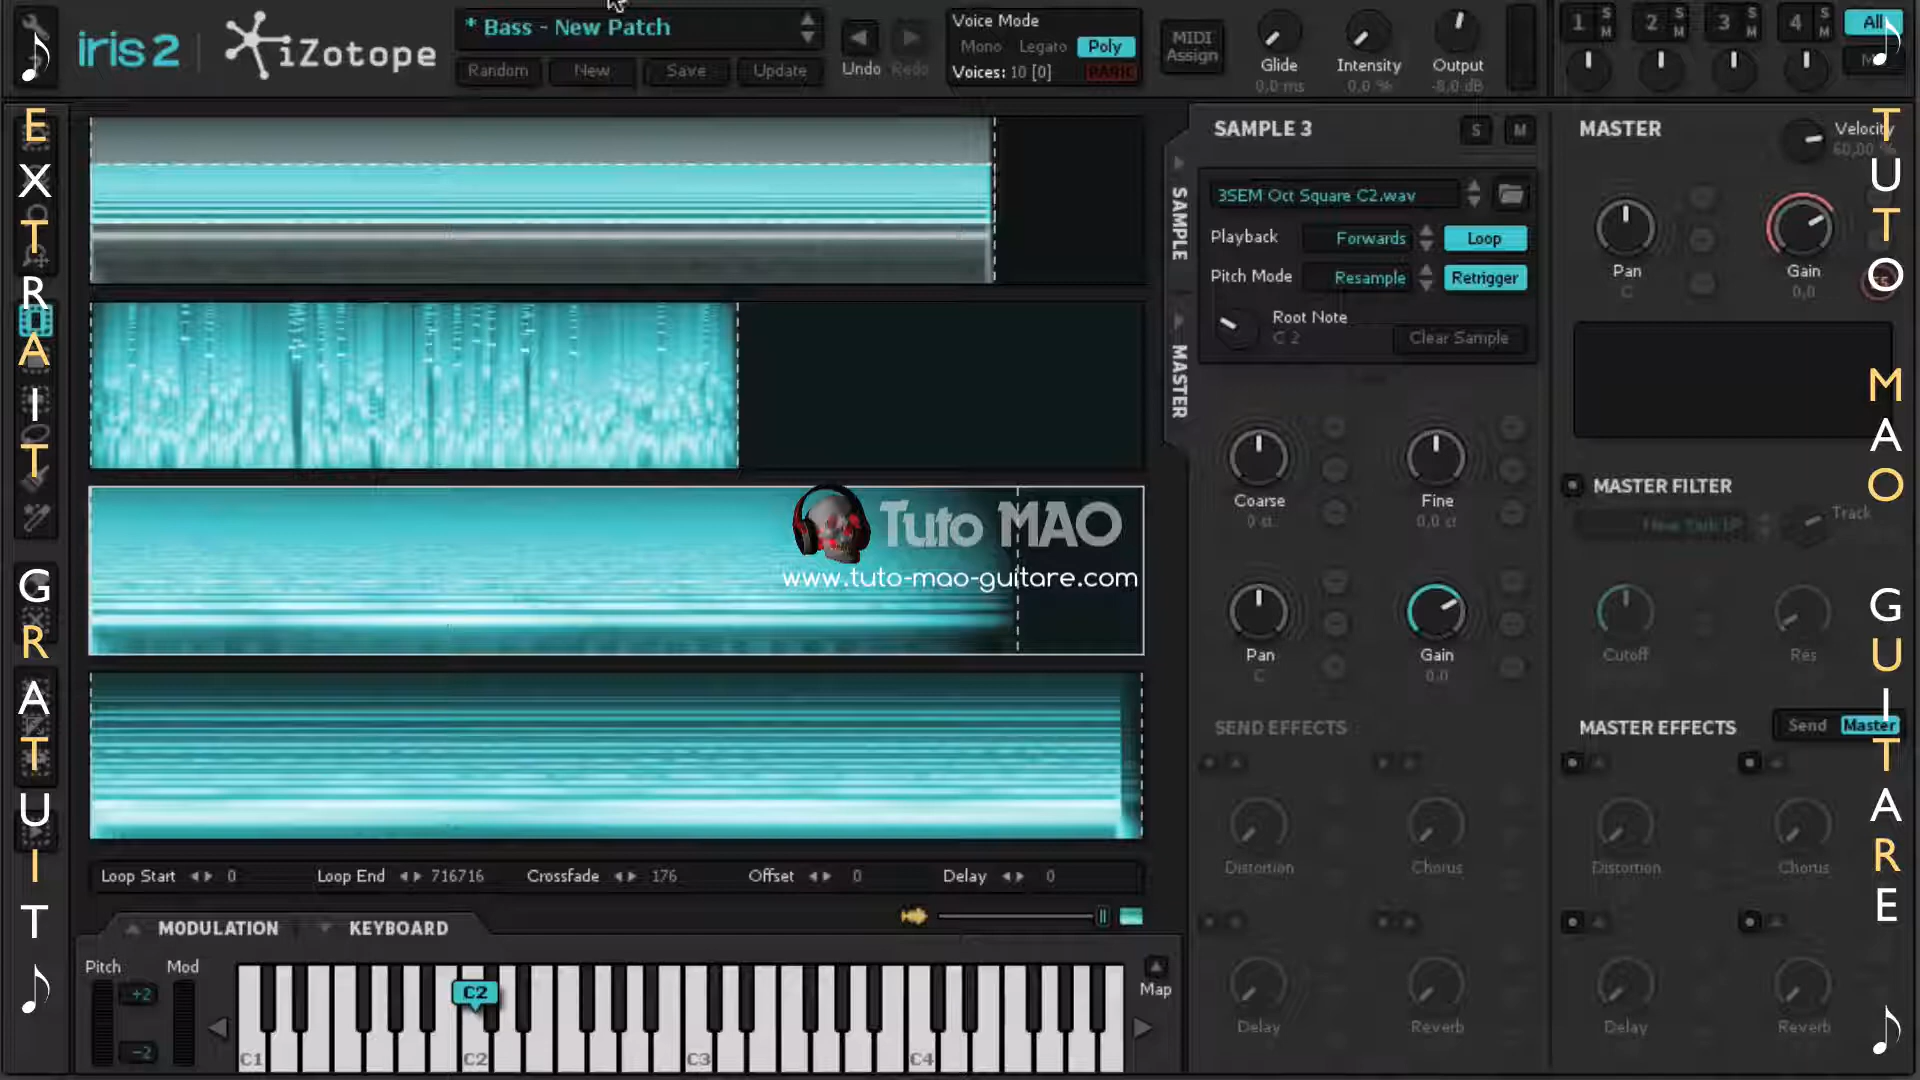 iris 2
iZotope
* Bass - New Patch
Random
New
Save
Update
Undo
Redo
Voice Mode
Mono
Legato
Poly
Voices: 10 [0]
PANIC
MIDI
Assign
Glide
0,0 ms
Intensity
0,0 %
Output
-8,0 dB
1 S M
2 S M
3 S M
4 S M
All
EXTRAIT GRATUIT
TUTO MAO GUITARE
SAMPLE
MASTER
SAMPLE 3
S
M
3SEM Oct Square C2.wav
Playback
Forwards
Loop
Pitch Mode
Resample
Retrigger
Root Note
C 2
Clear Sample
Coarse
0 st
Fine
0,0 ct
Pan
C
Gain
0,0
SEND EFFECTS
Distortion
Chorus
Delay
Reverb
MASTER
Velocity
60,00 %
Pan
C
Gain
0,0
MASTER FILTER
New York LP
Track
Cutoff
Res
MASTER EFFECTS
Send
Master
Distortion
Chorus
Delay
Reverb
Tuto MAO
www.tuto-mao-guitare.com
Loop Start 0
Loop End 716716
Crossfade 176
Offset 0
Delay 0
MODULATION
KEYBOARD
Pitch
Mod
+2
-2
C2
C1
C2
C3
C4
Map